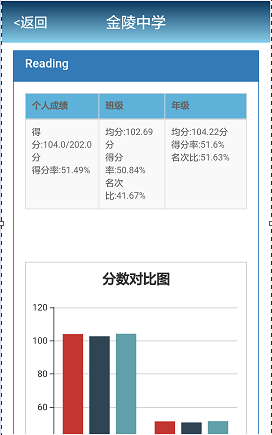 <返回 金陵中学
Reading
个人成绩 班级 年级
得
分:104.0/202.0
分
得分率:51.49%
均分:102.69
分
得分
率:50.84%
名次
比:41.67%
均分:104.22分
得分率:51.6%
名次比:51.63%
分数对比图
120
100
80
60